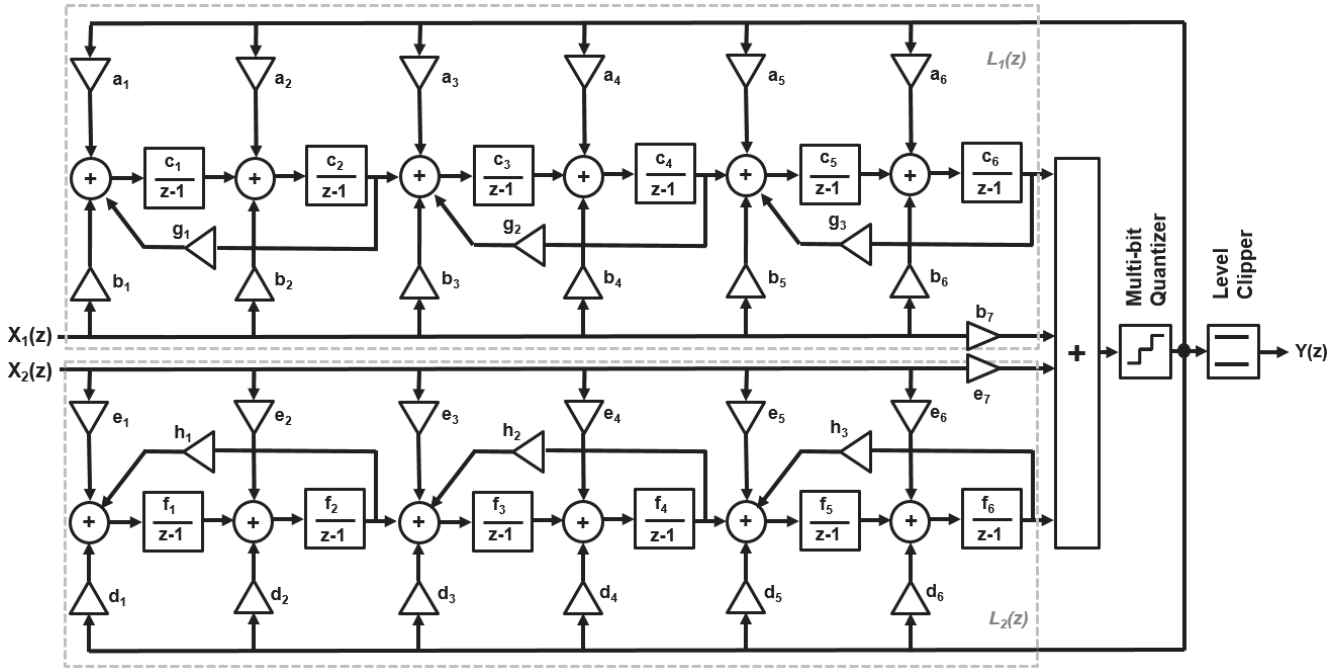 L₁(z)
a₁ a₂ a₃ a₄ a₅ a₆
+ c₁ + c₂ + c₃ + c₄ + c₅ + c₆
z-1 z-1 z-1 z-1 z-1 z-1
g₁ g₂ g₃
b₁ b₂ b₃ b₄ b₅ b₆
Multi-bit
Quantizer
Level
Clipper
b₇
X₁(z)
+
Y(z)
X₂(z)
e₇
e₁ e₂ e₃ e₄ e₅ e₆
h₁ h₂ h₃
+ f₁ + f₂ + f₃ + f₄ + f₅ + f₆
z-1 z-1 z-1 z-1 z-1 z-1
d₁ d₂ d₃ d₄ d₅ d₆
L₂(z)